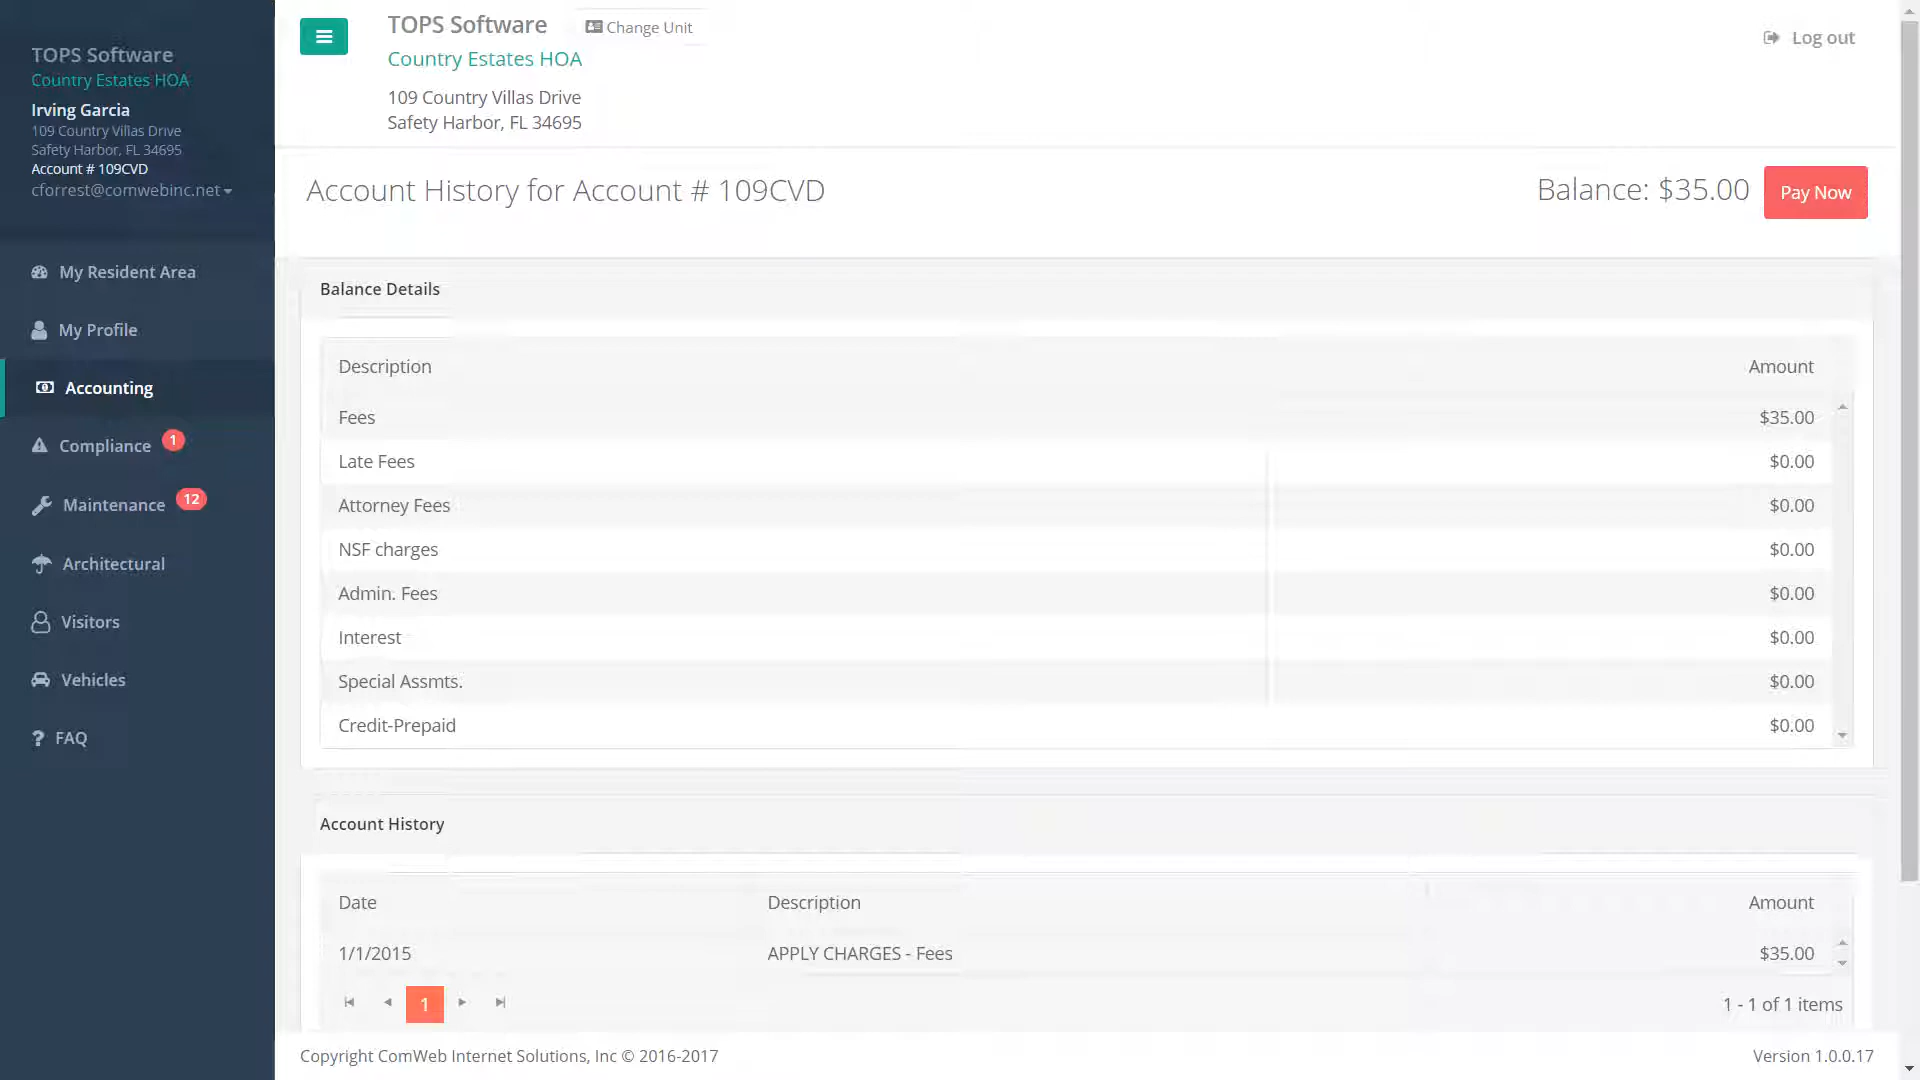 TOPS Software
Country Estates HOA
Irving Garcia
109 Country Villas Drive
Safety Harbor, FL 34695
Account # 109CVD
cforrest@comwebinc.net
My Resident Area
My Profile
Accounting
Compliance 1
Maintenance 12
Architectural
Visitors
Vehicles
? FAQ
TOPS Software Change Unit
Country Estates HOA
109 Country Villas Drive
Safety Harbor, FL 34695
Log out
Account History for Account # 109CVD
Balance: $35.00 Pay Now
Balance Details
Description Amount
Fees $35.00
Late Fees $0.00
Attorney Fees $0.00
NSF charges $0.00
Admin. Fees $0.00
Interest $0.00
Special Assmts. $0.00
Credit-Prepaid $0.00
Account History
Date Description Amount
1/1/2015 APPLY CHARGES - Fees $35.00
1
1 - 1 of 1 items
Copyright ComWeb Internet Solutions, Inc © 2016-2017
Version 1.0.0.17